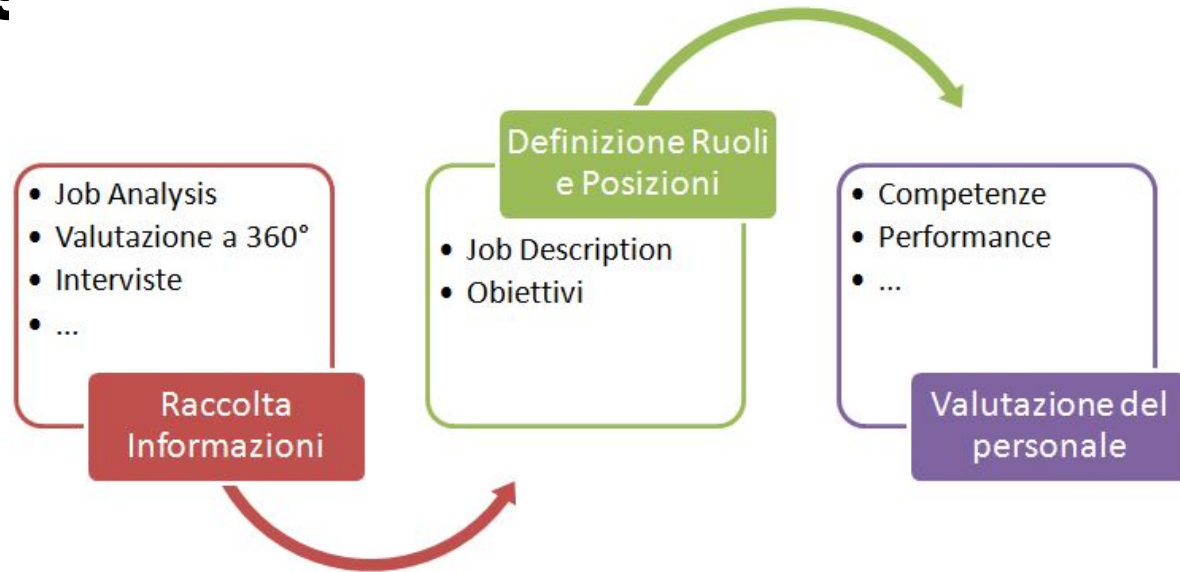 • Job Analysis
• Valutazione a 360°
• Interviste
• ...
Raccolta
Informazioni
Definizione Ruoli
e Posizioni
• Job Description
• Obiettivi
• Competenze
• Performance
• ...
Valutazione del
personale